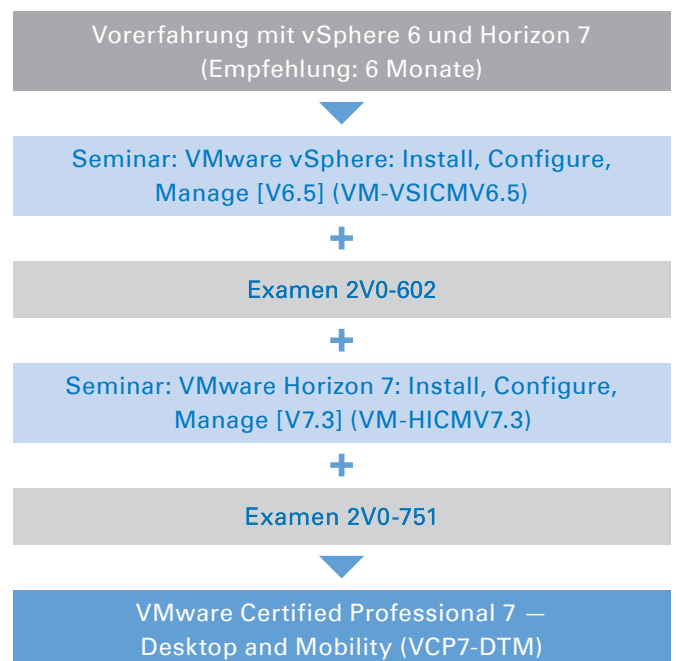 Vorerfahrung mit vSphere 6 und Horizon 7
(Empfehlung: 6 Monate)
Seminar: VMware vSphere: Install, Configure,
Manage [V6.5] (VM-VSICMV6.5)
+
Examen 2V0-602
+
Seminar: VMware Horizon 7: Install, Configure,
Manage [V7.3] (VM-HICMV7.3)
+
Examen 2V0-751
VMware Certified Professional 7 —
Desktop and Mobility (VCP7-DTM)